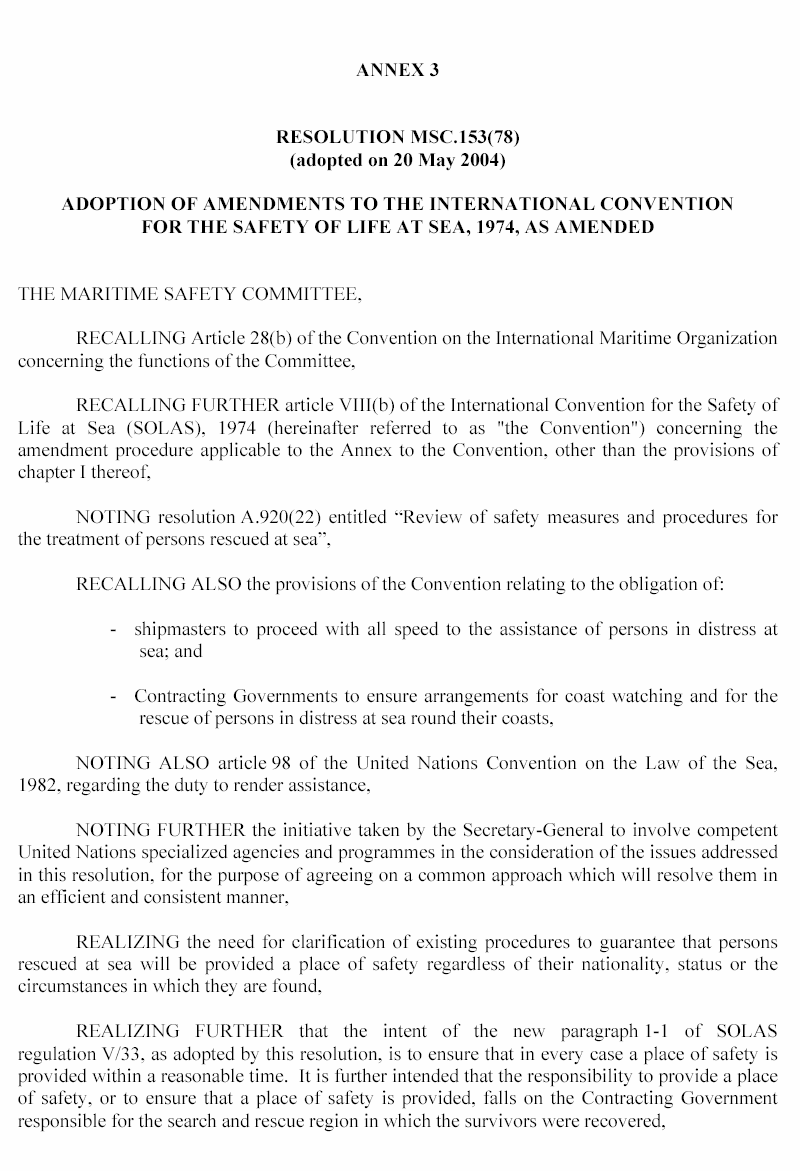 ANNEX 3
RESOLUTION MSC.153(78)
(adopted on 20 May 2004)
ADOPTION OF AMENDMENTS TO THE INTERNATIONAL CONVENTION
FOR THE SAFETY OF LIFE AT SEA, 1974, AS AMENDED
THE MARITIME SAFETY COMMITTEE,
RECALLING Article 28(b) of the Convention on the International Maritime Organization
concerning the functions of the Committee,
RECALLING FURTHER article VIII(b) of the International Convention for the Safety of
Life at Sea (SOLAS), 1974 (hereinafter referred to as "the Convention") concerning the
amendment procedure applicable to the Annex to the Convention, other than the provisions of
chapter I thereof,
NOTING resolution A.920(22) entitled “Review of safety measures and procedures for
the treatment of persons rescued at sea”,
RECALLING ALSO the provisions of the Convention relating to the obligation of:
- shipmasters to proceed with all speed to the assistance of persons in distress at
sea; and
- Contracting Governments to ensure arrangements for coast watching and for the
rescue of persons in distress at sea round their coasts,
NOTING ALSO article 98 of the United Nations Convention on the Law of the Sea,
1982, regarding the duty to render assistance,
NOTING FURTHER the initiative taken by the Secretary-General to involve competent
United Nations specialized agencies and programmes in the consideration of the issues addressed
in this resolution, for the purpose of agreeing on a common approach which will resolve them in
an efficient and consistent manner,
REALIZING the need for clarification of existing procedures to guarantee that persons
rescued at sea will be provided a place of safety regardless of their nationality, status or the
circumstances in which they are found,
REALIZING FURTHER that the intent of the new paragraph 1-1 of SOLAS
regulation V/33, as adopted by this resolution, is to ensure that in every case a place of safety is
provided within a reasonable time. It is further intended that the responsibility to provide a place
of safety, or to ensure that a place of safety is provided, falls on the Contracting Government
responsible for the search and rescue region in which the survivors were recovered,